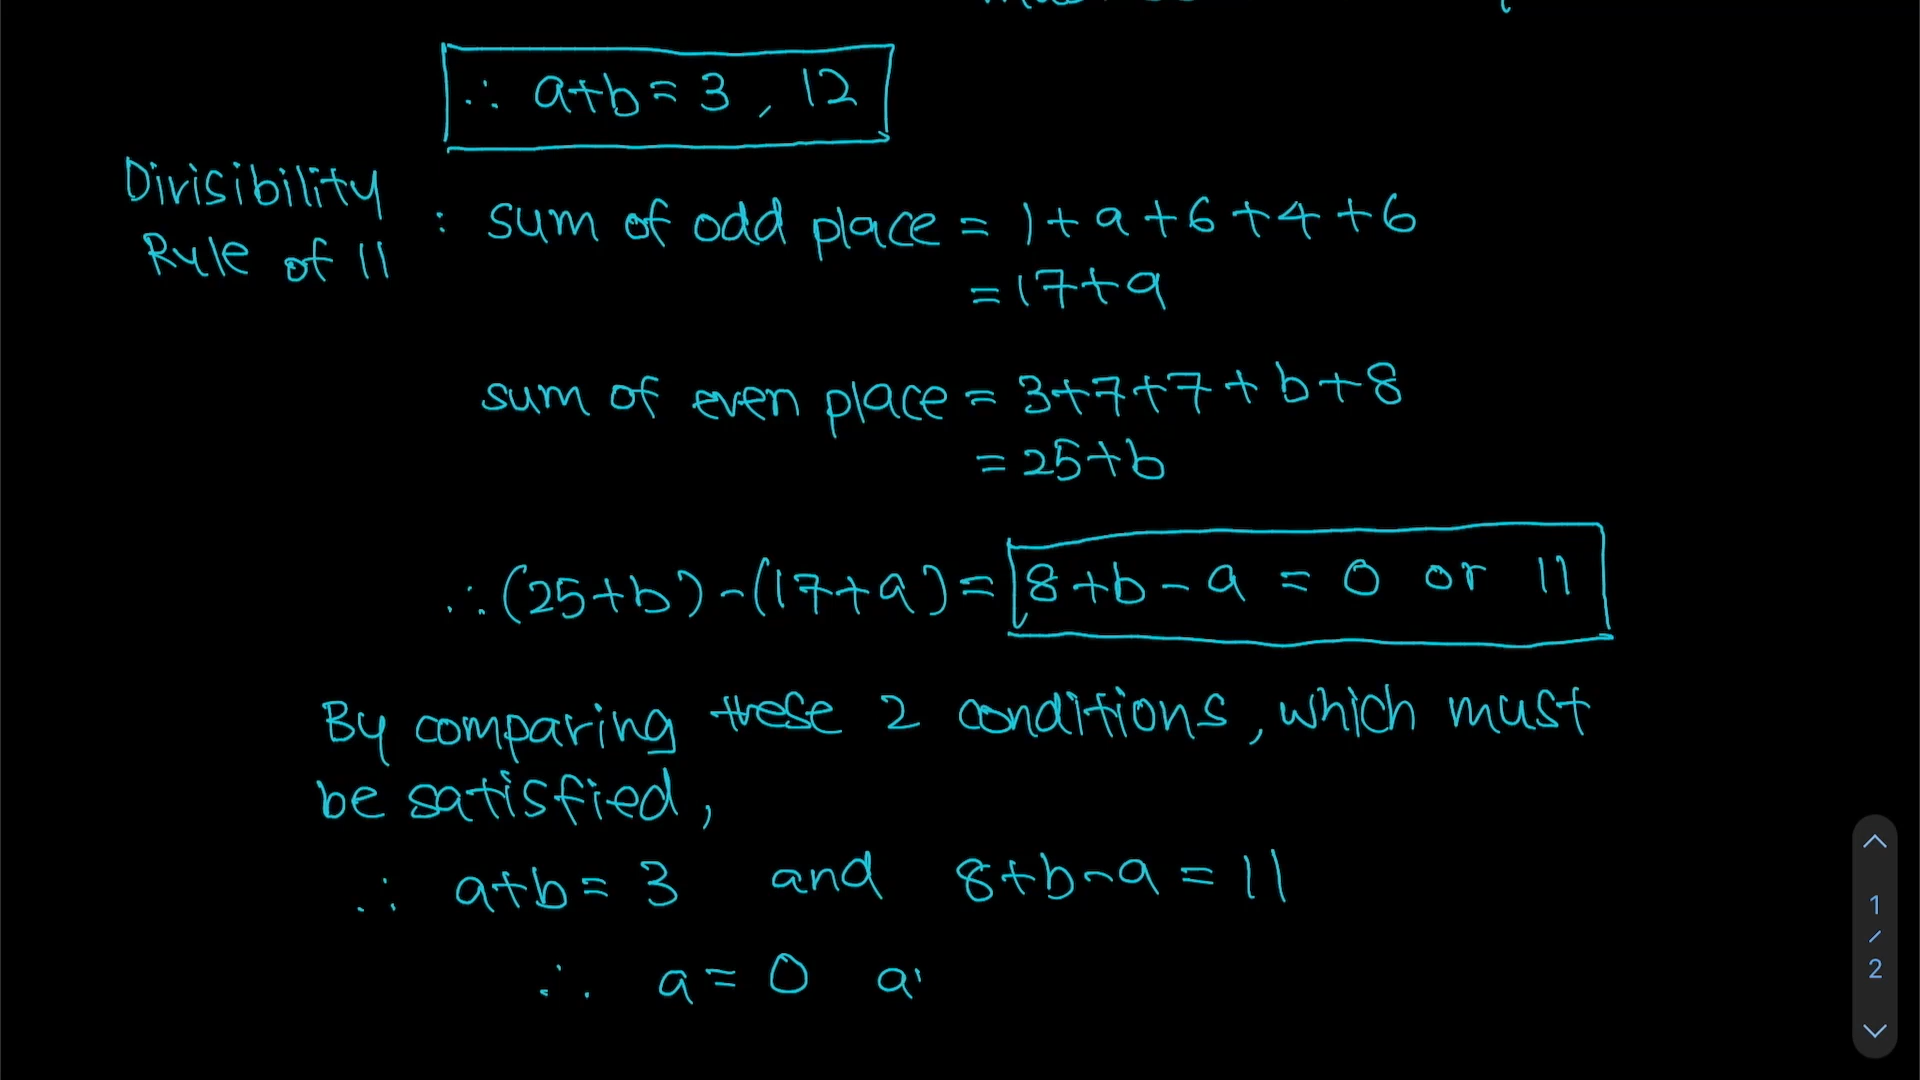 ∴ a+b = 3 , 12
Divisibility
Rule of 11
: sum of odd place = 1+a+6+4+6
= 17+a
sum of even place = 3+7+7+b+8
= 25+b
∴ (25+b) - (17+a) = 8+b-a = 0 or 11
By comparing these 2 conditions, which must
be satisfied,
∴ a+b = 3 and 8+b-a = 11
∴ a = 0 a
1
/
2